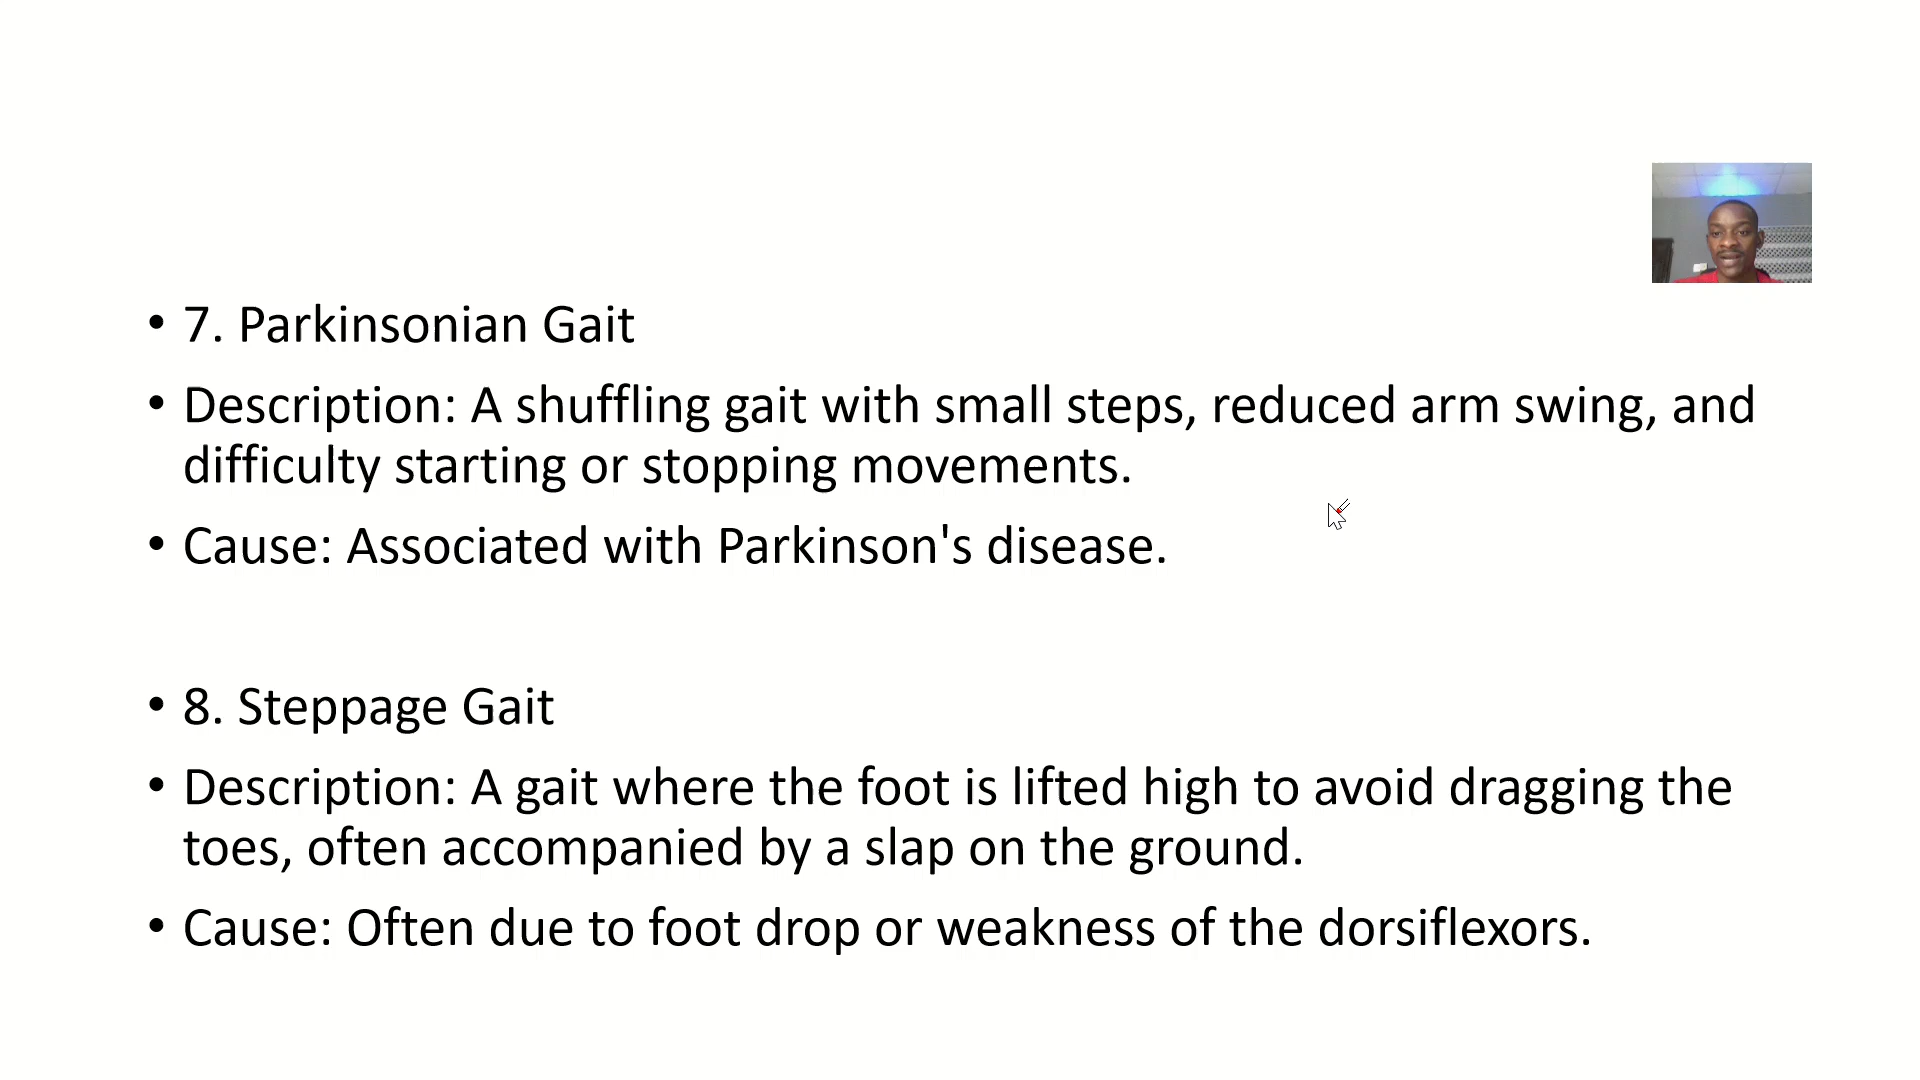 • 7. Parkinsonian Gait
• Description: A shuffling gait with small steps, reduced arm swing, and
difficulty starting or stopping movements.
• Cause: Associated with Parkinson's disease.
• 8. Steppage Gait
• Description: A gait where the foot is lifted high to avoid dragging the
toes, often accompanied by a slap on the ground.
• Cause: Often due to foot drop or weakness of the dorsiflexors.